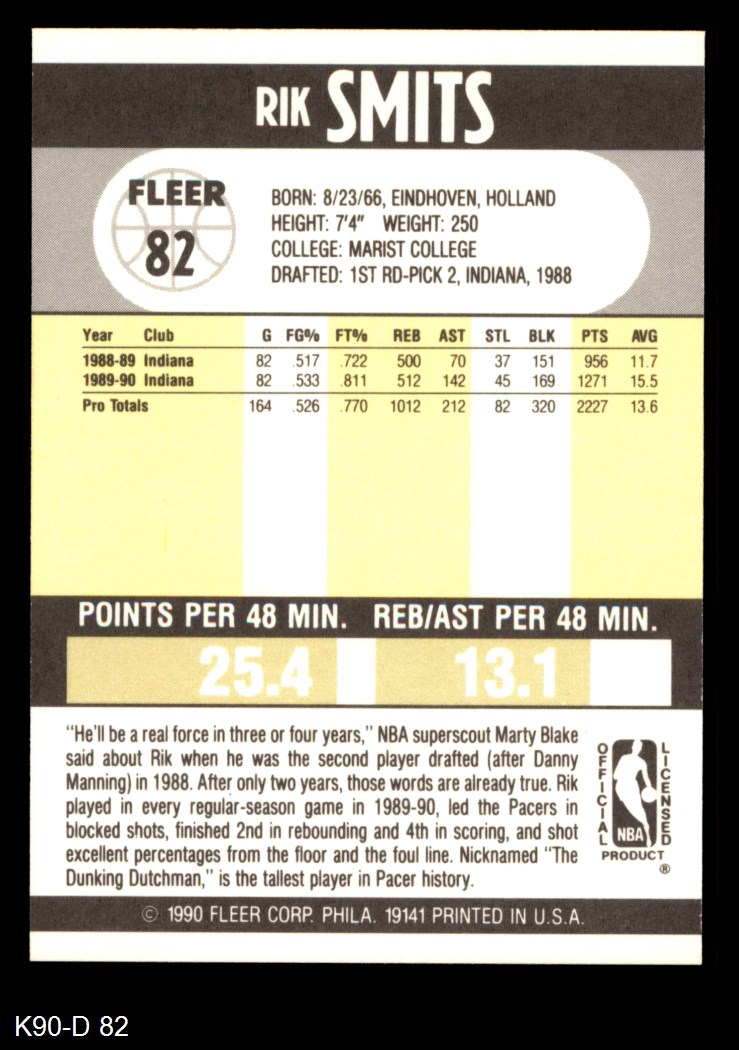 RIK SMITS
FLEER
82
BORN: 8/23/66, EINDHOVEN, HOLLAND
HEIGHT: 7'4" WEIGHT: 250
COLLEGE: MARIST COLLEGE
DRAFTED: 1ST RD-PICK 2, INDIANA, 1988
Year Club G FG% FT% REB AST STL BLK PTS AVG
1988-89 Indiana 82 .517 .722 500 70 37 151 956 11.7
1989-90 Indiana 82 .533 .811 512 142 45 169 1271 15.5
Pro Totals 164 .526 .770 1012 212 82 320 2227 13.6
POINTS PER 48 MIN. REB/AST PER 48 MIN.
25.4 13.1
"He'll be a real force in three or four years," NBA superscout Marty Blake
said about Rik when he was the second player drafted (after Danny
Manning) in 1988. After only two years, those words are already true. Rik
played in every regular-season game in 1989-90, led the Pacers in
blocked shots, finished 2nd in rebounding and 4th in scoring, and shot
excellent percentages from the floor and the foul line. Nicknamed "The
Dunking Dutchman," is the tallest player in Pacer history.
OFFICIAL
LICENSED
NBA
PRODUCT
®
© 1990 FLEER CORP. PHILA. 19141 PRINTED IN U.S.A.
K90-D 82